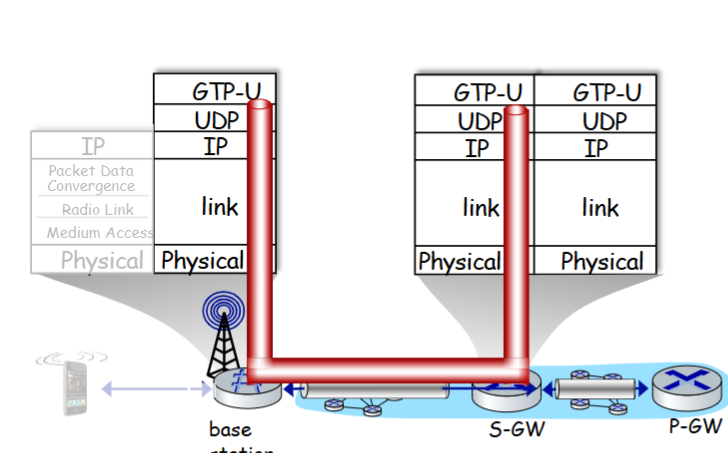 GTP-U
UDP
IP
link
Physical
IP
Packet Data
Convergence
Radio Link
Medium Access
Physical
GTP-U
UDP
IP
link
Physical
GTP-U
UDP
IP
link
Physical
base
station
S-GW
P-GW